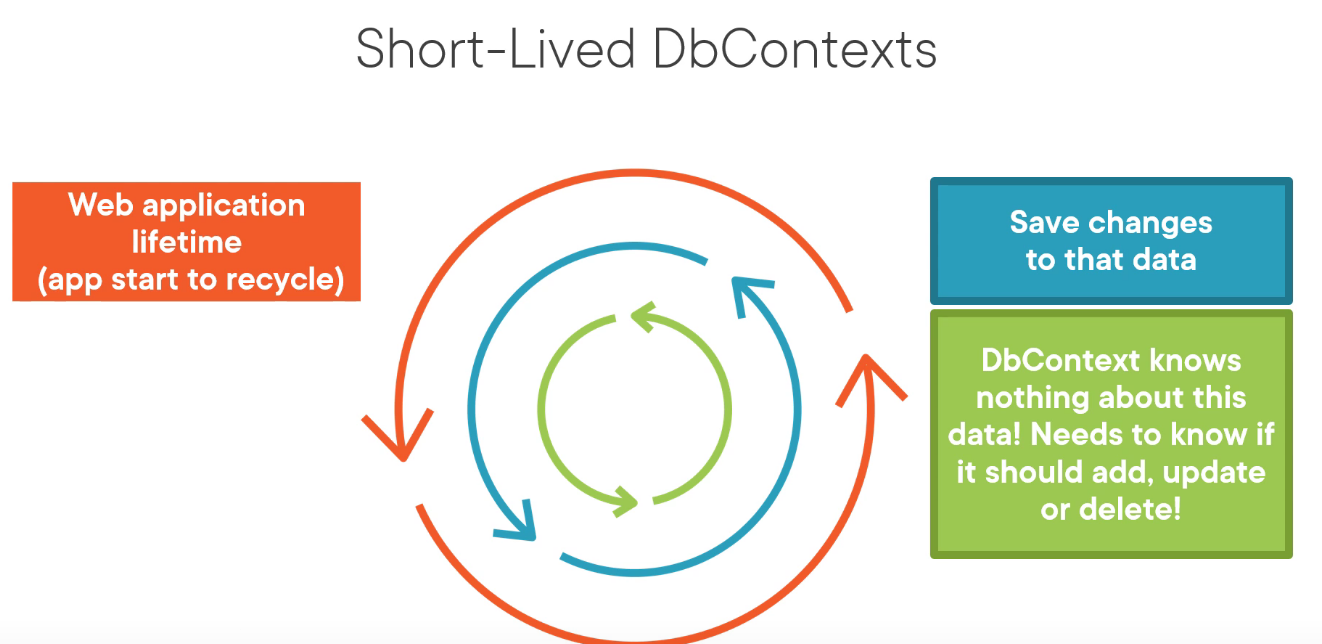 Short-Lived DbContexts
Web application
lifetime
(app start to recycle)
Save changes
to that data
DbContext knows
nothing about this
data! Needs to know if
it should add, update
or delete!